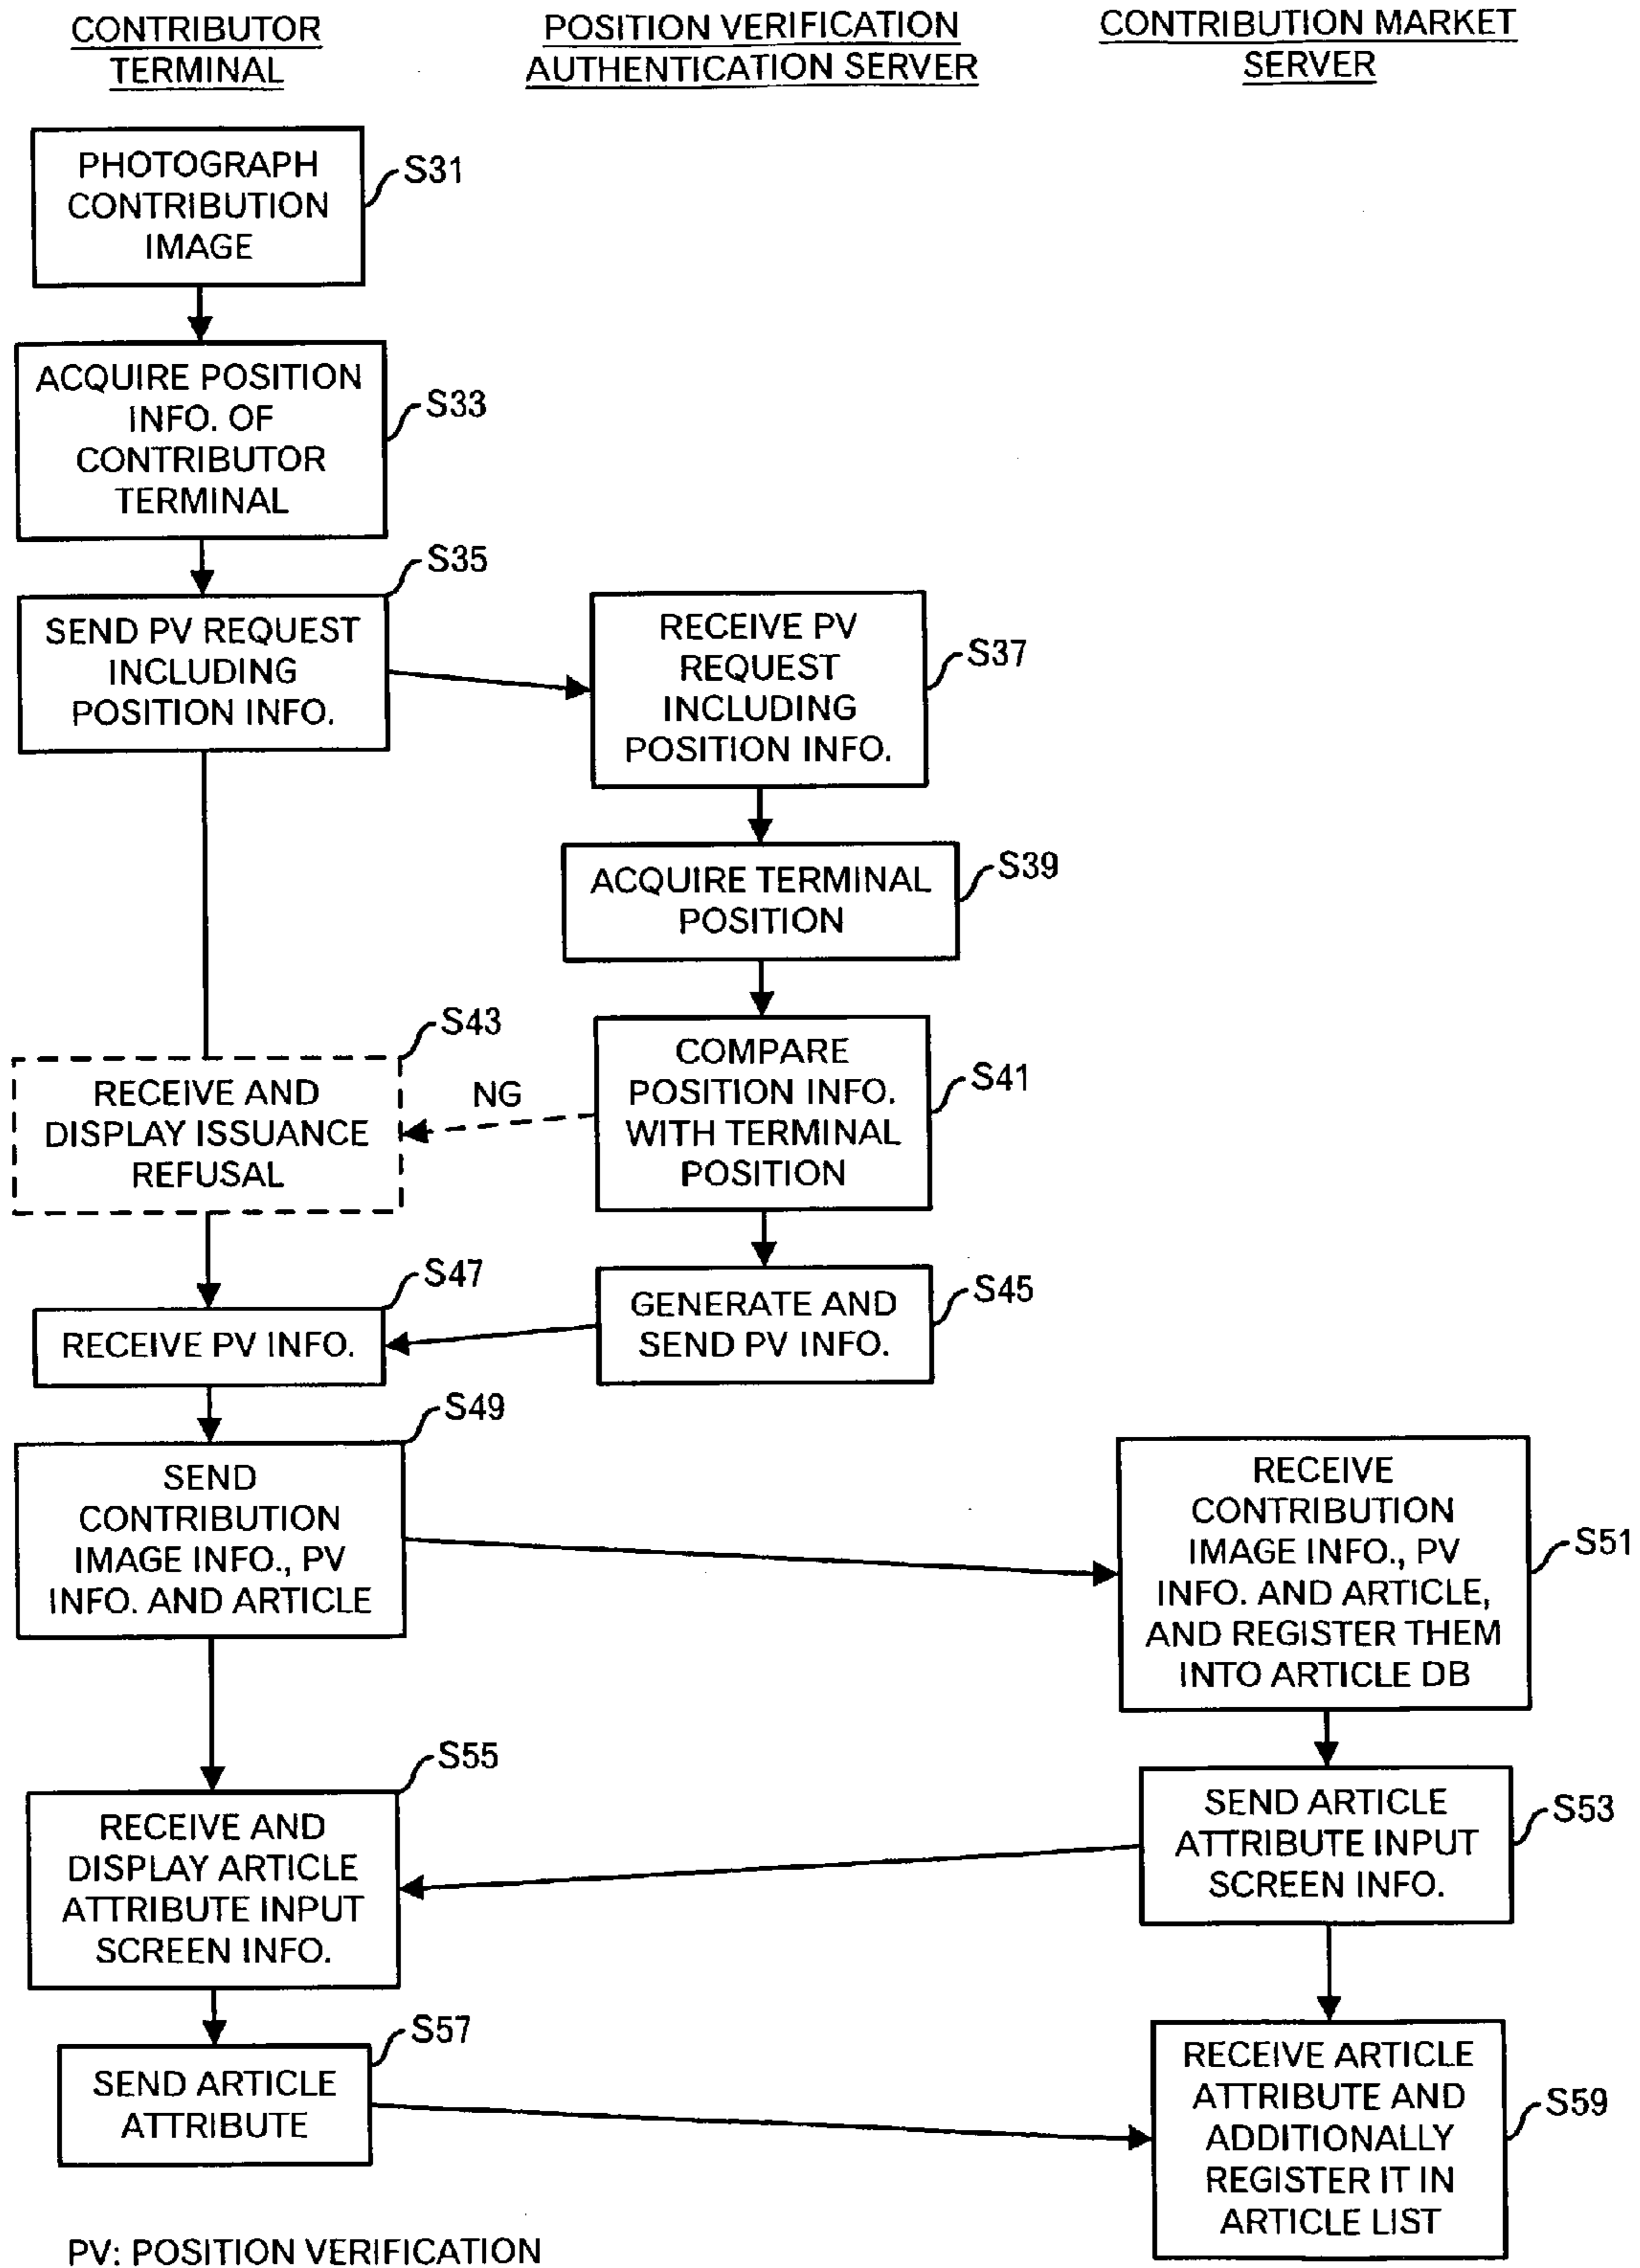 CONTRIBUTOR
TERMINAL
POSITION VERIFICATION
AUTHENTICATION SERVER
CONTRIBUTION MARKET
SERVER
PHOTOGRAPH
CONTRIBUTION
IMAGE
S31
ACQUIRE POSITION
INFO. OF
CONTRIBUTOR
TERMINAL
S33
S35
SEND PV REQUEST
INCLUDING
POSITION INFO.
RECEIVE PV
REQUEST
INCLUDING
POSITION INFO.
S37
ACQUIRE TERMINAL
POSITION
S39
COMPARE
POSITION INFO.
WITH TERMINAL
POSITION
S41
S43
NG
RECEIVE AND
DISPLAY ISSUANCE
REFUSAL
GENERATE AND
SEND PV INFO.
S45
S47
RECEIVE PV INFO.
S49
SEND
CONTRIBUTION
IMAGE INFO., PV
INFO. AND ARTICLE
RECEIVE
CONTRIBUTION
IMAGE INFO., PV
INFO. AND ARTICLE,
AND REGISTER THEM
INTO ARTICLE DB
S51
SEND ARTICLE
ATTRIBUTE INPUT
SCREEN INFO.
S53
S55
RECEIVE AND
DISPLAY ARTICLE
ATTRIBUTE INPUT
SCREEN INFO.
S57
SEND ARTICLE
ATTRIBUTE
RECEIVE ARTICLE
ATTRIBUTE AND
ADDITIONALLY
REGISTER IT IN
ARTICLE LIST
S59
PV: POSITION VERIFICATION